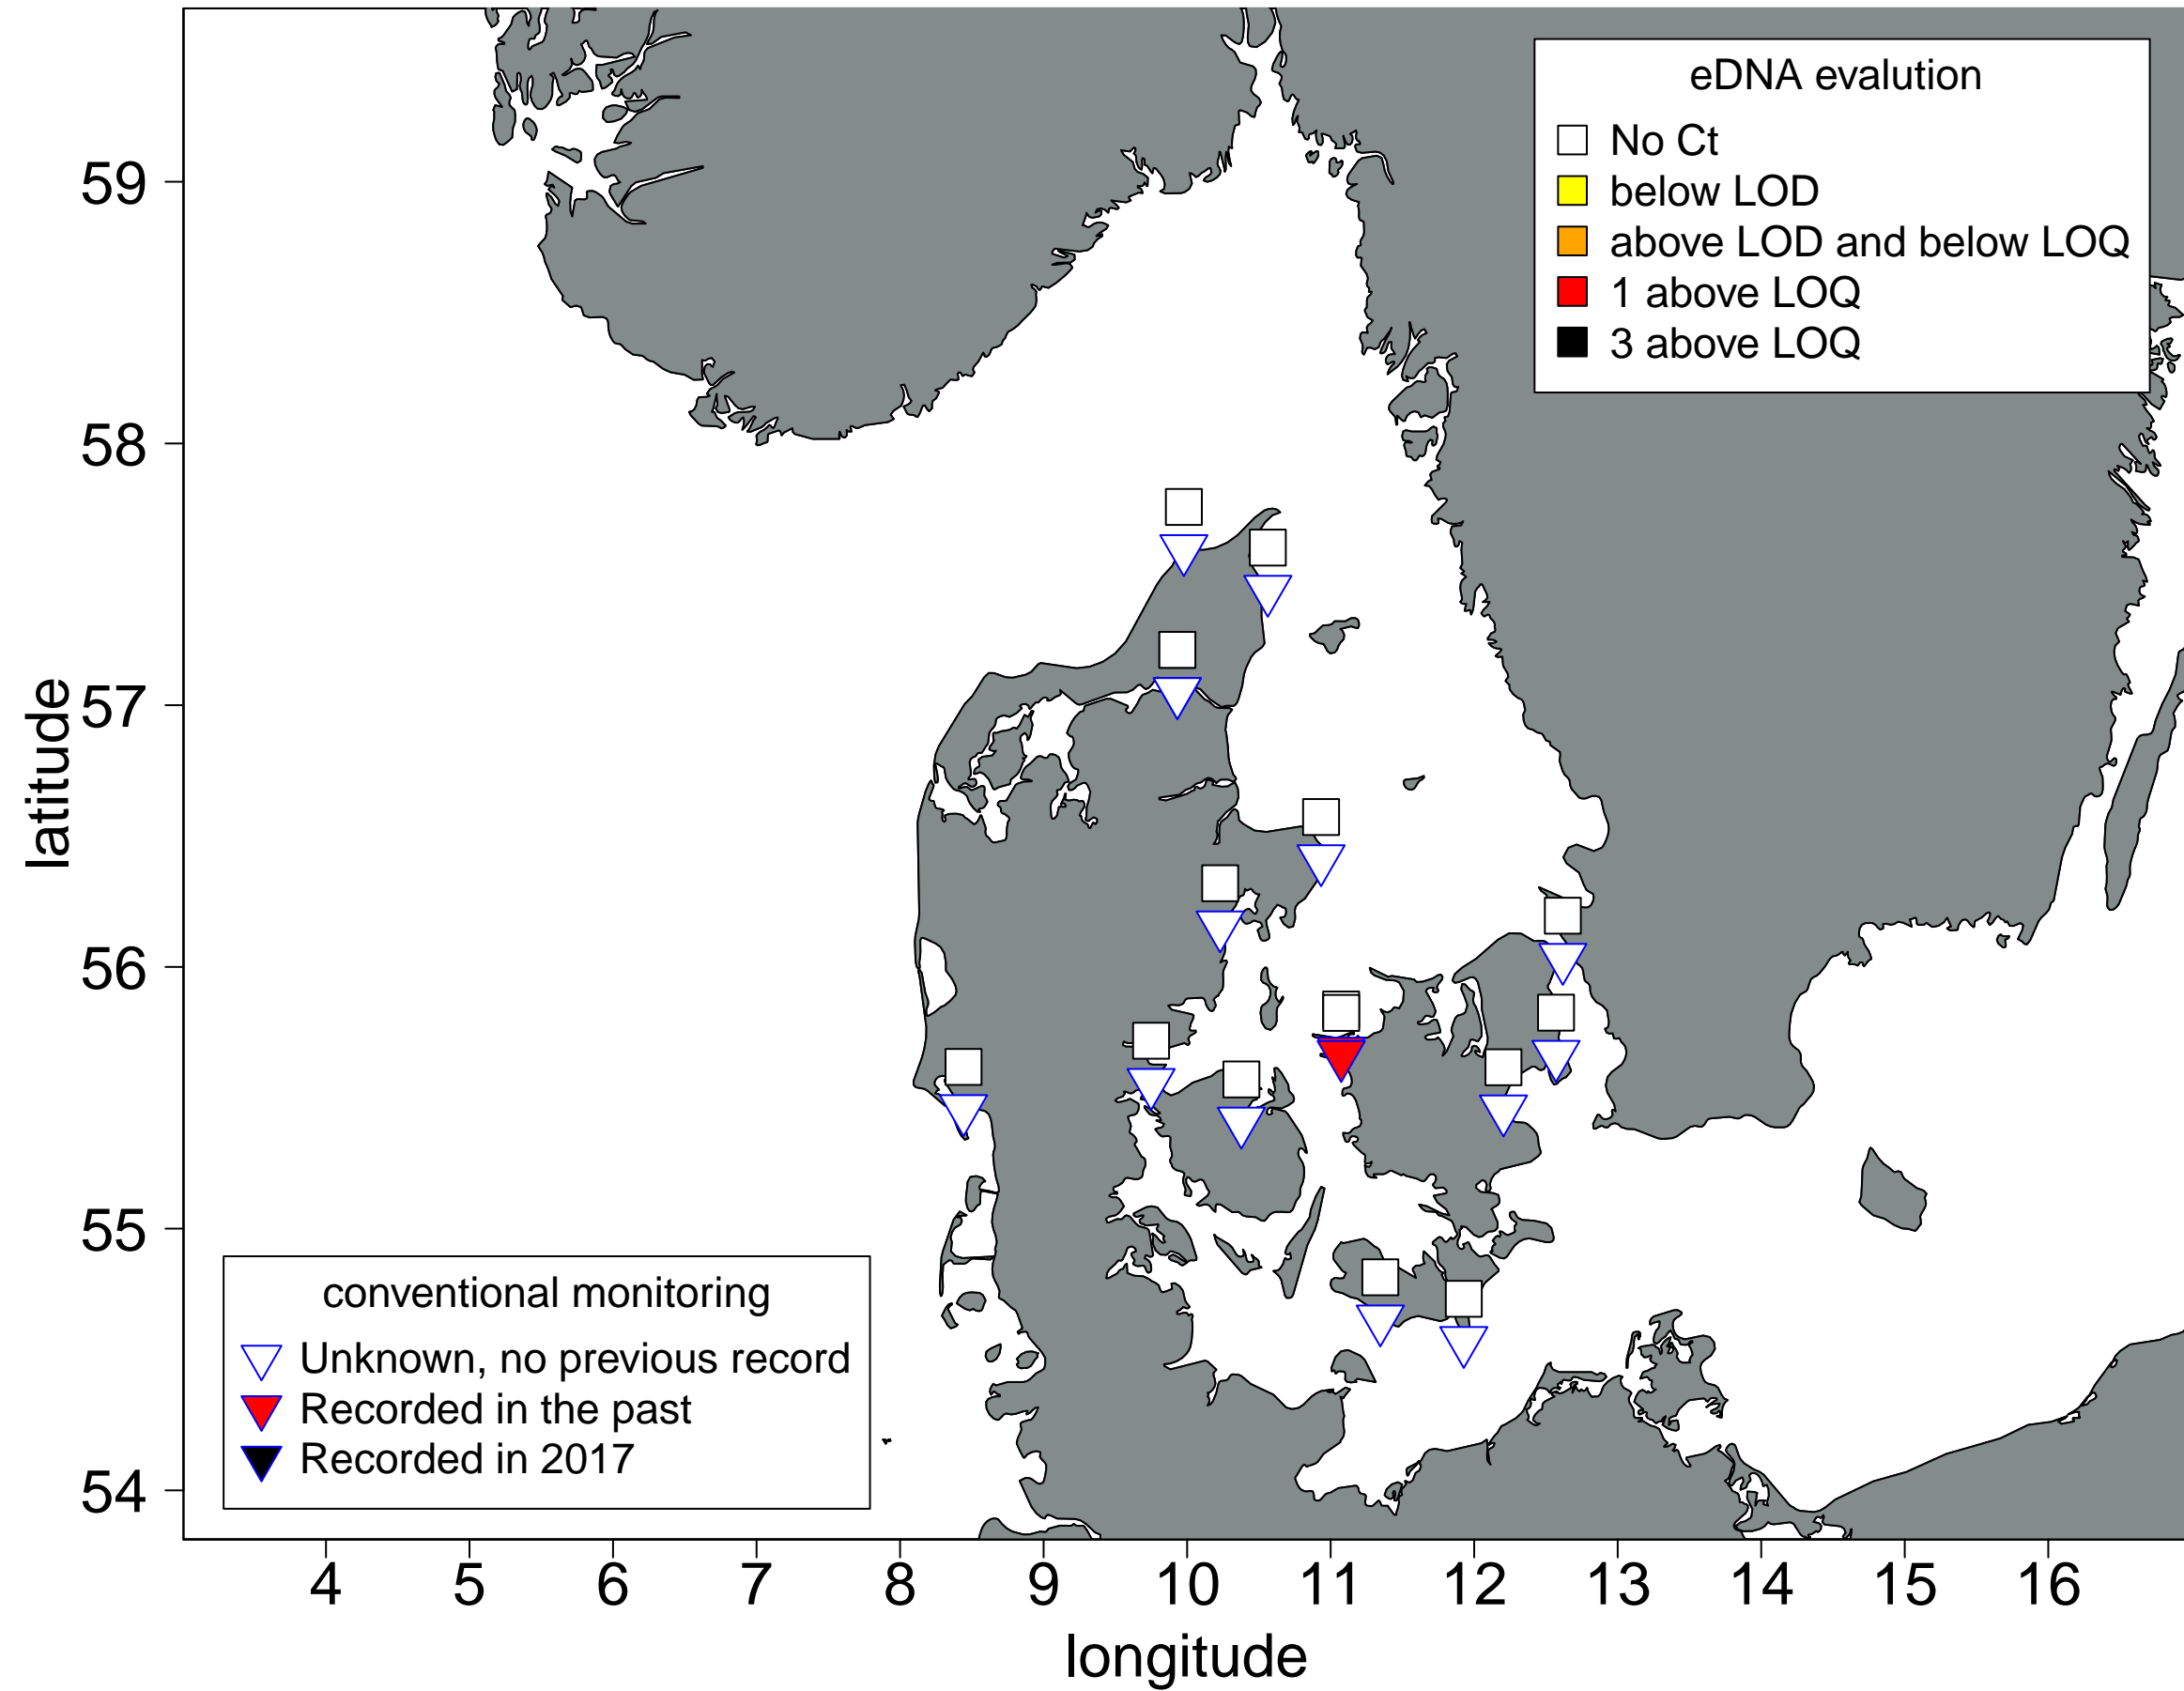 eDNA evalution
No Ct
below LOD
above LOD and below LOQ
1 above LOQ
3 above LOQ
59
58
57
56
55
54
latitude
conventional monitoring
Unknown, no previous record
Recorded in the past
Recorded in 2017
4 5 6 7 8 9 10 11 12 13 14 15 16
longitude